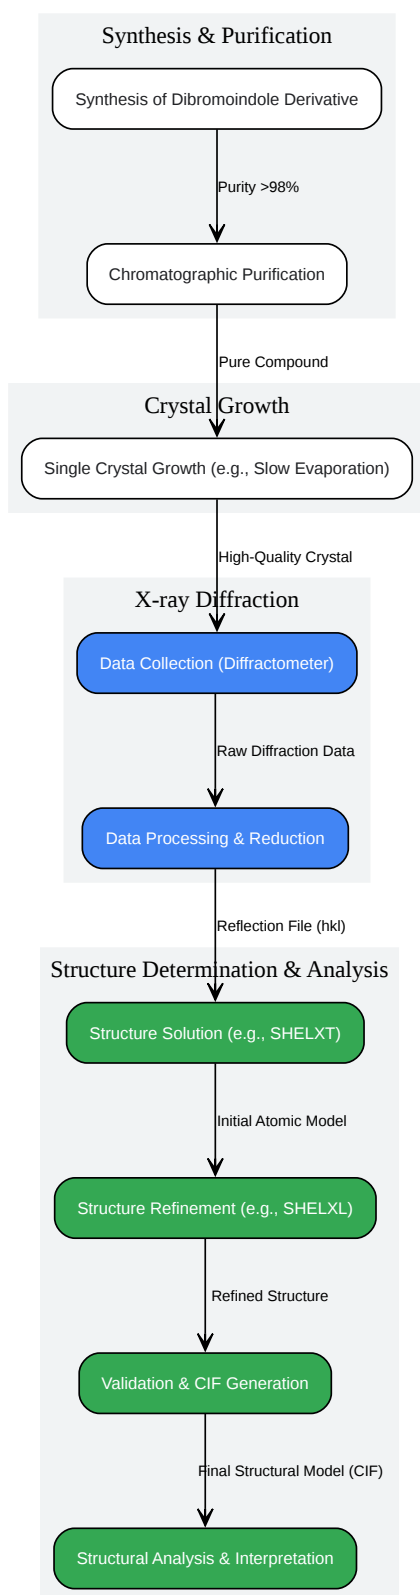 Synthesis & Purification
Synthesis of Dibromoindole Derivative
Purity >98%
Chromatographic Purification
Pure Compound
Crystal Growth
Single Crystal Growth (e.g., Slow Evaporation)
High-Quality Crystal
X-ray Diffraction
Data Collection (Diffractometer)
Raw Diffraction Data
Data Processing & Reduction
Reflection File (hkl)
Structure Determination & Analysis
Structure Solution (e.g., SHELXT)
Initial Atomic Model
Structure Refinement (e.g., SHELXL)
Refined Structure
Validation & CIF Generation
Final Structural Model (CIF)
Structural Analysis & Interpretation